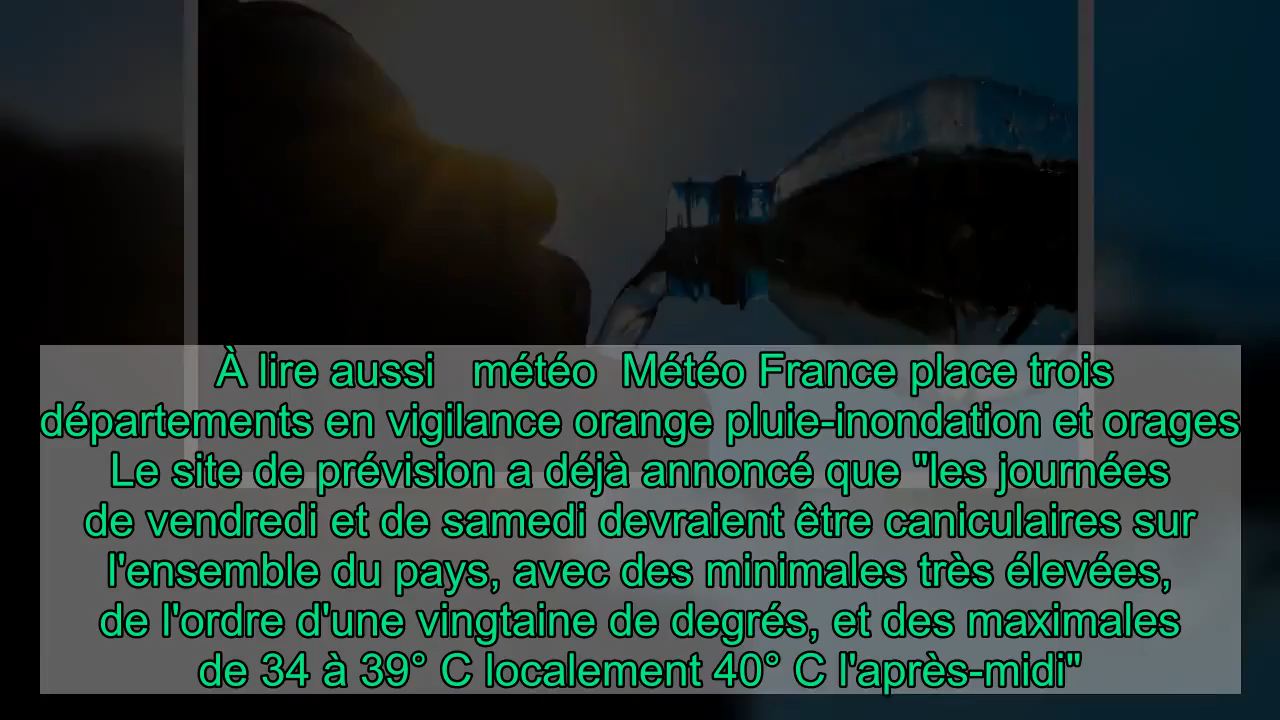 À lire aussi   météo  Météo France place trois
départements en vigilance orange pluie-inondation et orages
Le site de prévision a déjà annoncé que "les journées
de vendredi et de samedi devraient être caniculaires sur
l'ensemble du pays, avec des minimales très élevées,
de l'ordre d'une vingtaine de degrés, et des maximales
de 34 à 39° C localement 40° C l'après-midi"